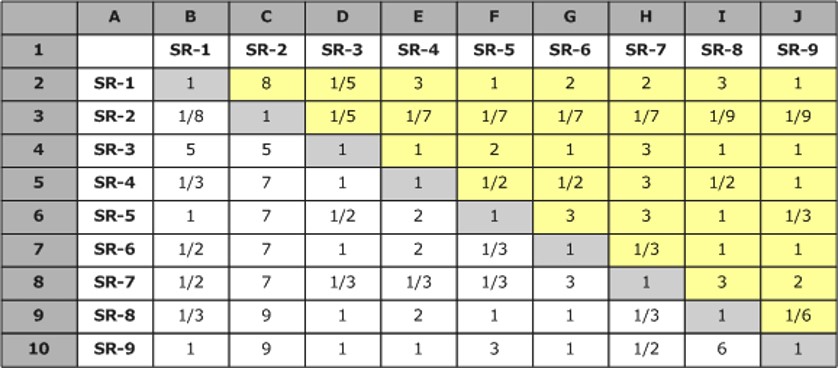 A B C D E F G H I J
1 SR-1 SR-2 SR-3 SR-4 SR-5 SR-6 SR-7 SR-8 SR-9
2 SR-1 1 8 1/5 3 1 2 2 3 1
3 SR-2 1/8 1 1/5 1/7 1/7 1/7 1/7 1/9 1/9
4 SR-3 5 5 1 1 2 1 3 1 1
5 SR-4 1/3 7 1 1 1/2 1/2 3 1/2 1
6 SR-5 1 7 1/2 2 1 3 3 1 1/3
7 SR-6 1/2 7 1 2 1/3 1 1/3 1 1
8 SR-7 1/2 7 1/3 1/3 1/3 3 1 3 2
9 SR-8 1/3 9 1 2 1 1 1/3 1 1/6
10 SR-9 1 9 1 1 3 1 1/2 6 1